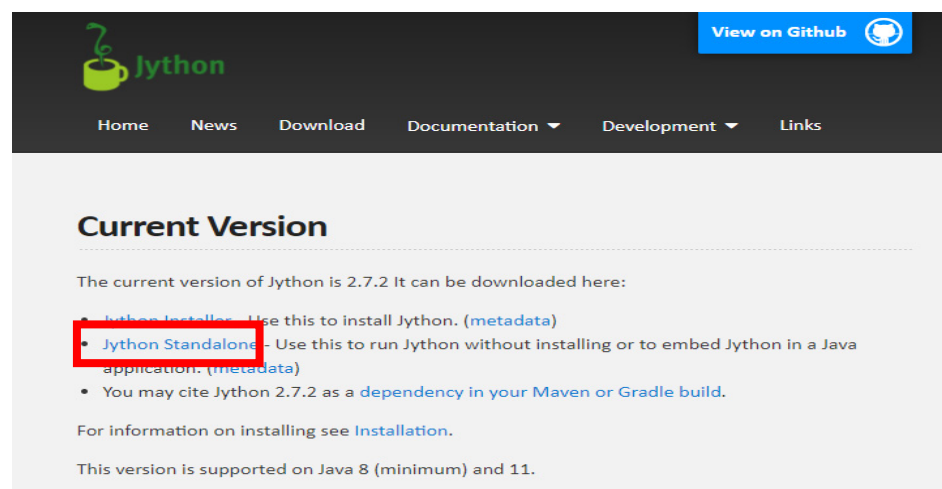 View on Github
Jython
Home News Download Documentation Development Links
Current Version
The current version of Jython is 2.7.2 It can be downloaded here:
Jython Installer - Use this to install Jython. (metadata)
Jython Standalone - Use this to run Jython without installing or to embed Jython in a Java
application. (metadata)
You may cite Jython 2.7.2 as a dependency in your Maven or Gradle build.
For information on installing see Installation.
This version is supported on Java 8 (minimum) and 11.